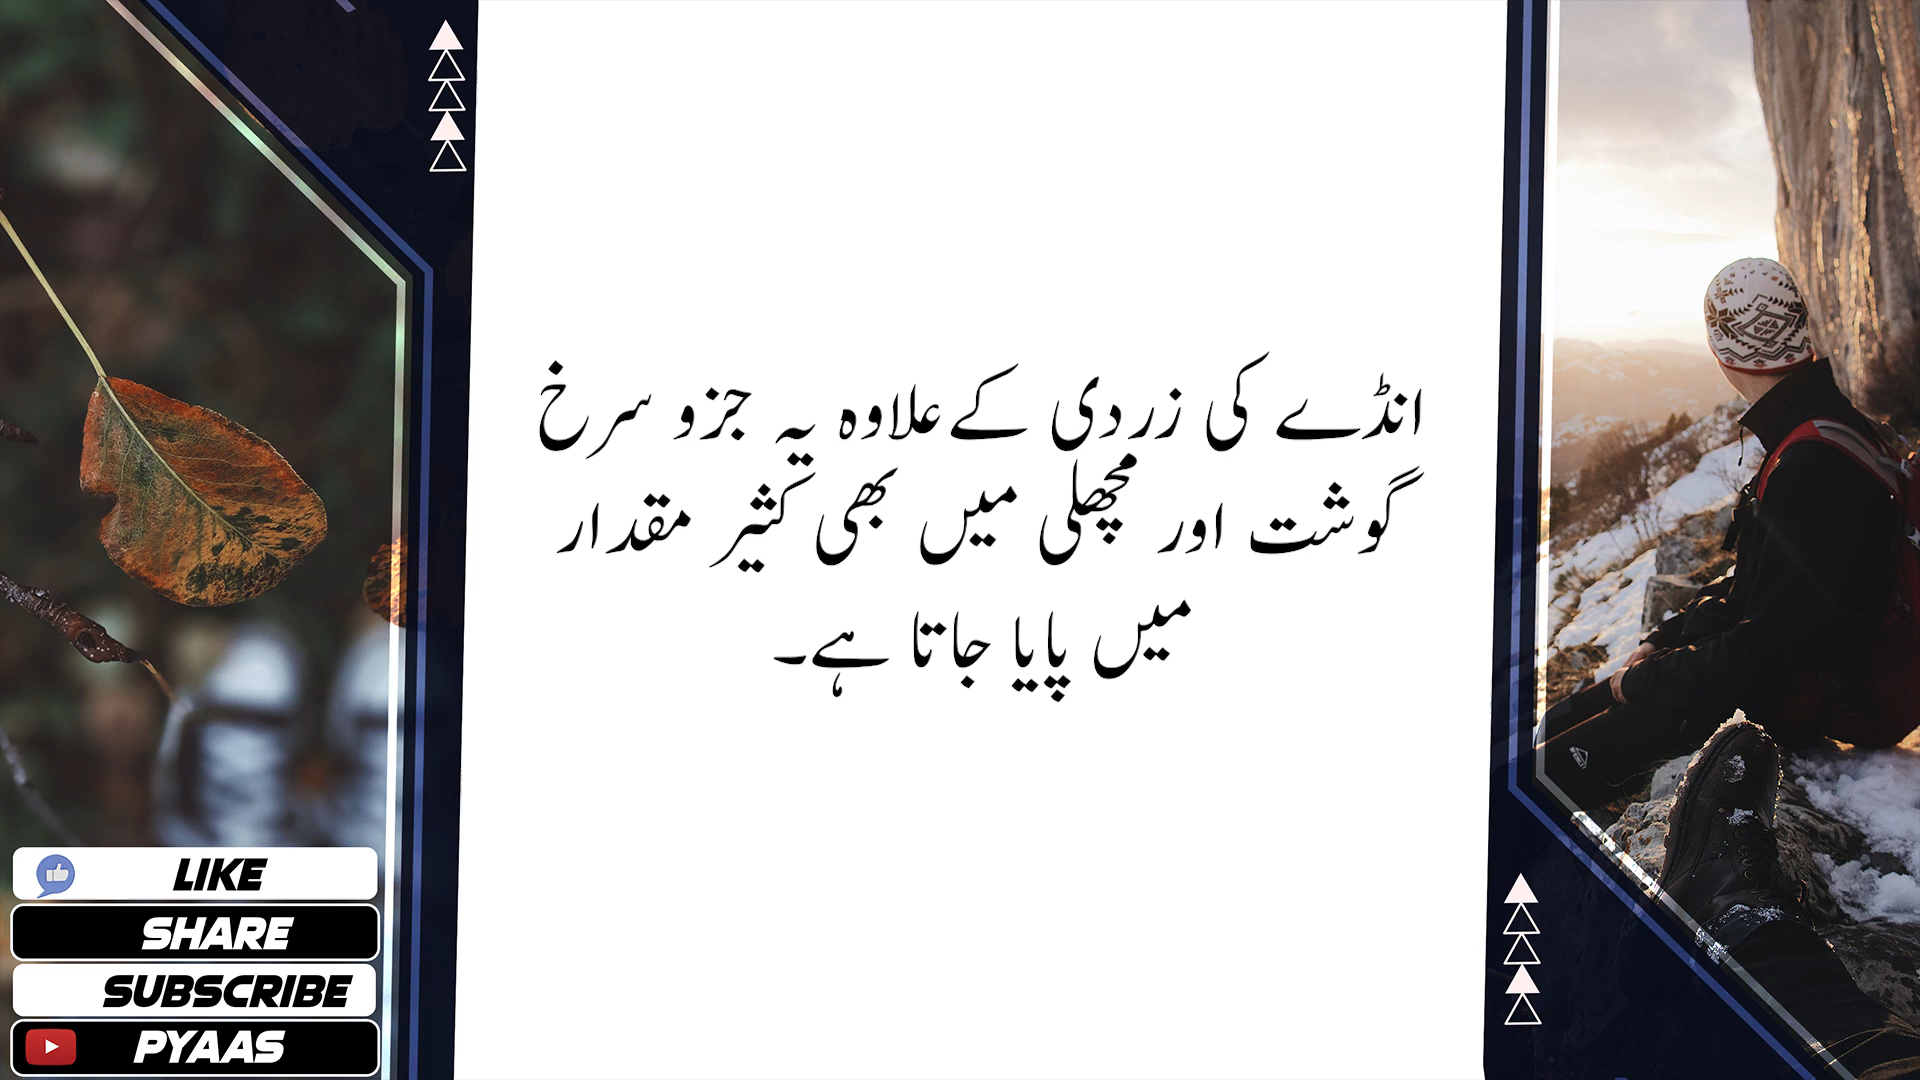 انڈے کی زردی کے علاوہ یہ جزو سرخ
گوشت اور مچھلی میں بھی کثیر مقدار
میں پایا جاتا ہے۔
LIKE
SHARE
SUBSCRIBE
PYAAS